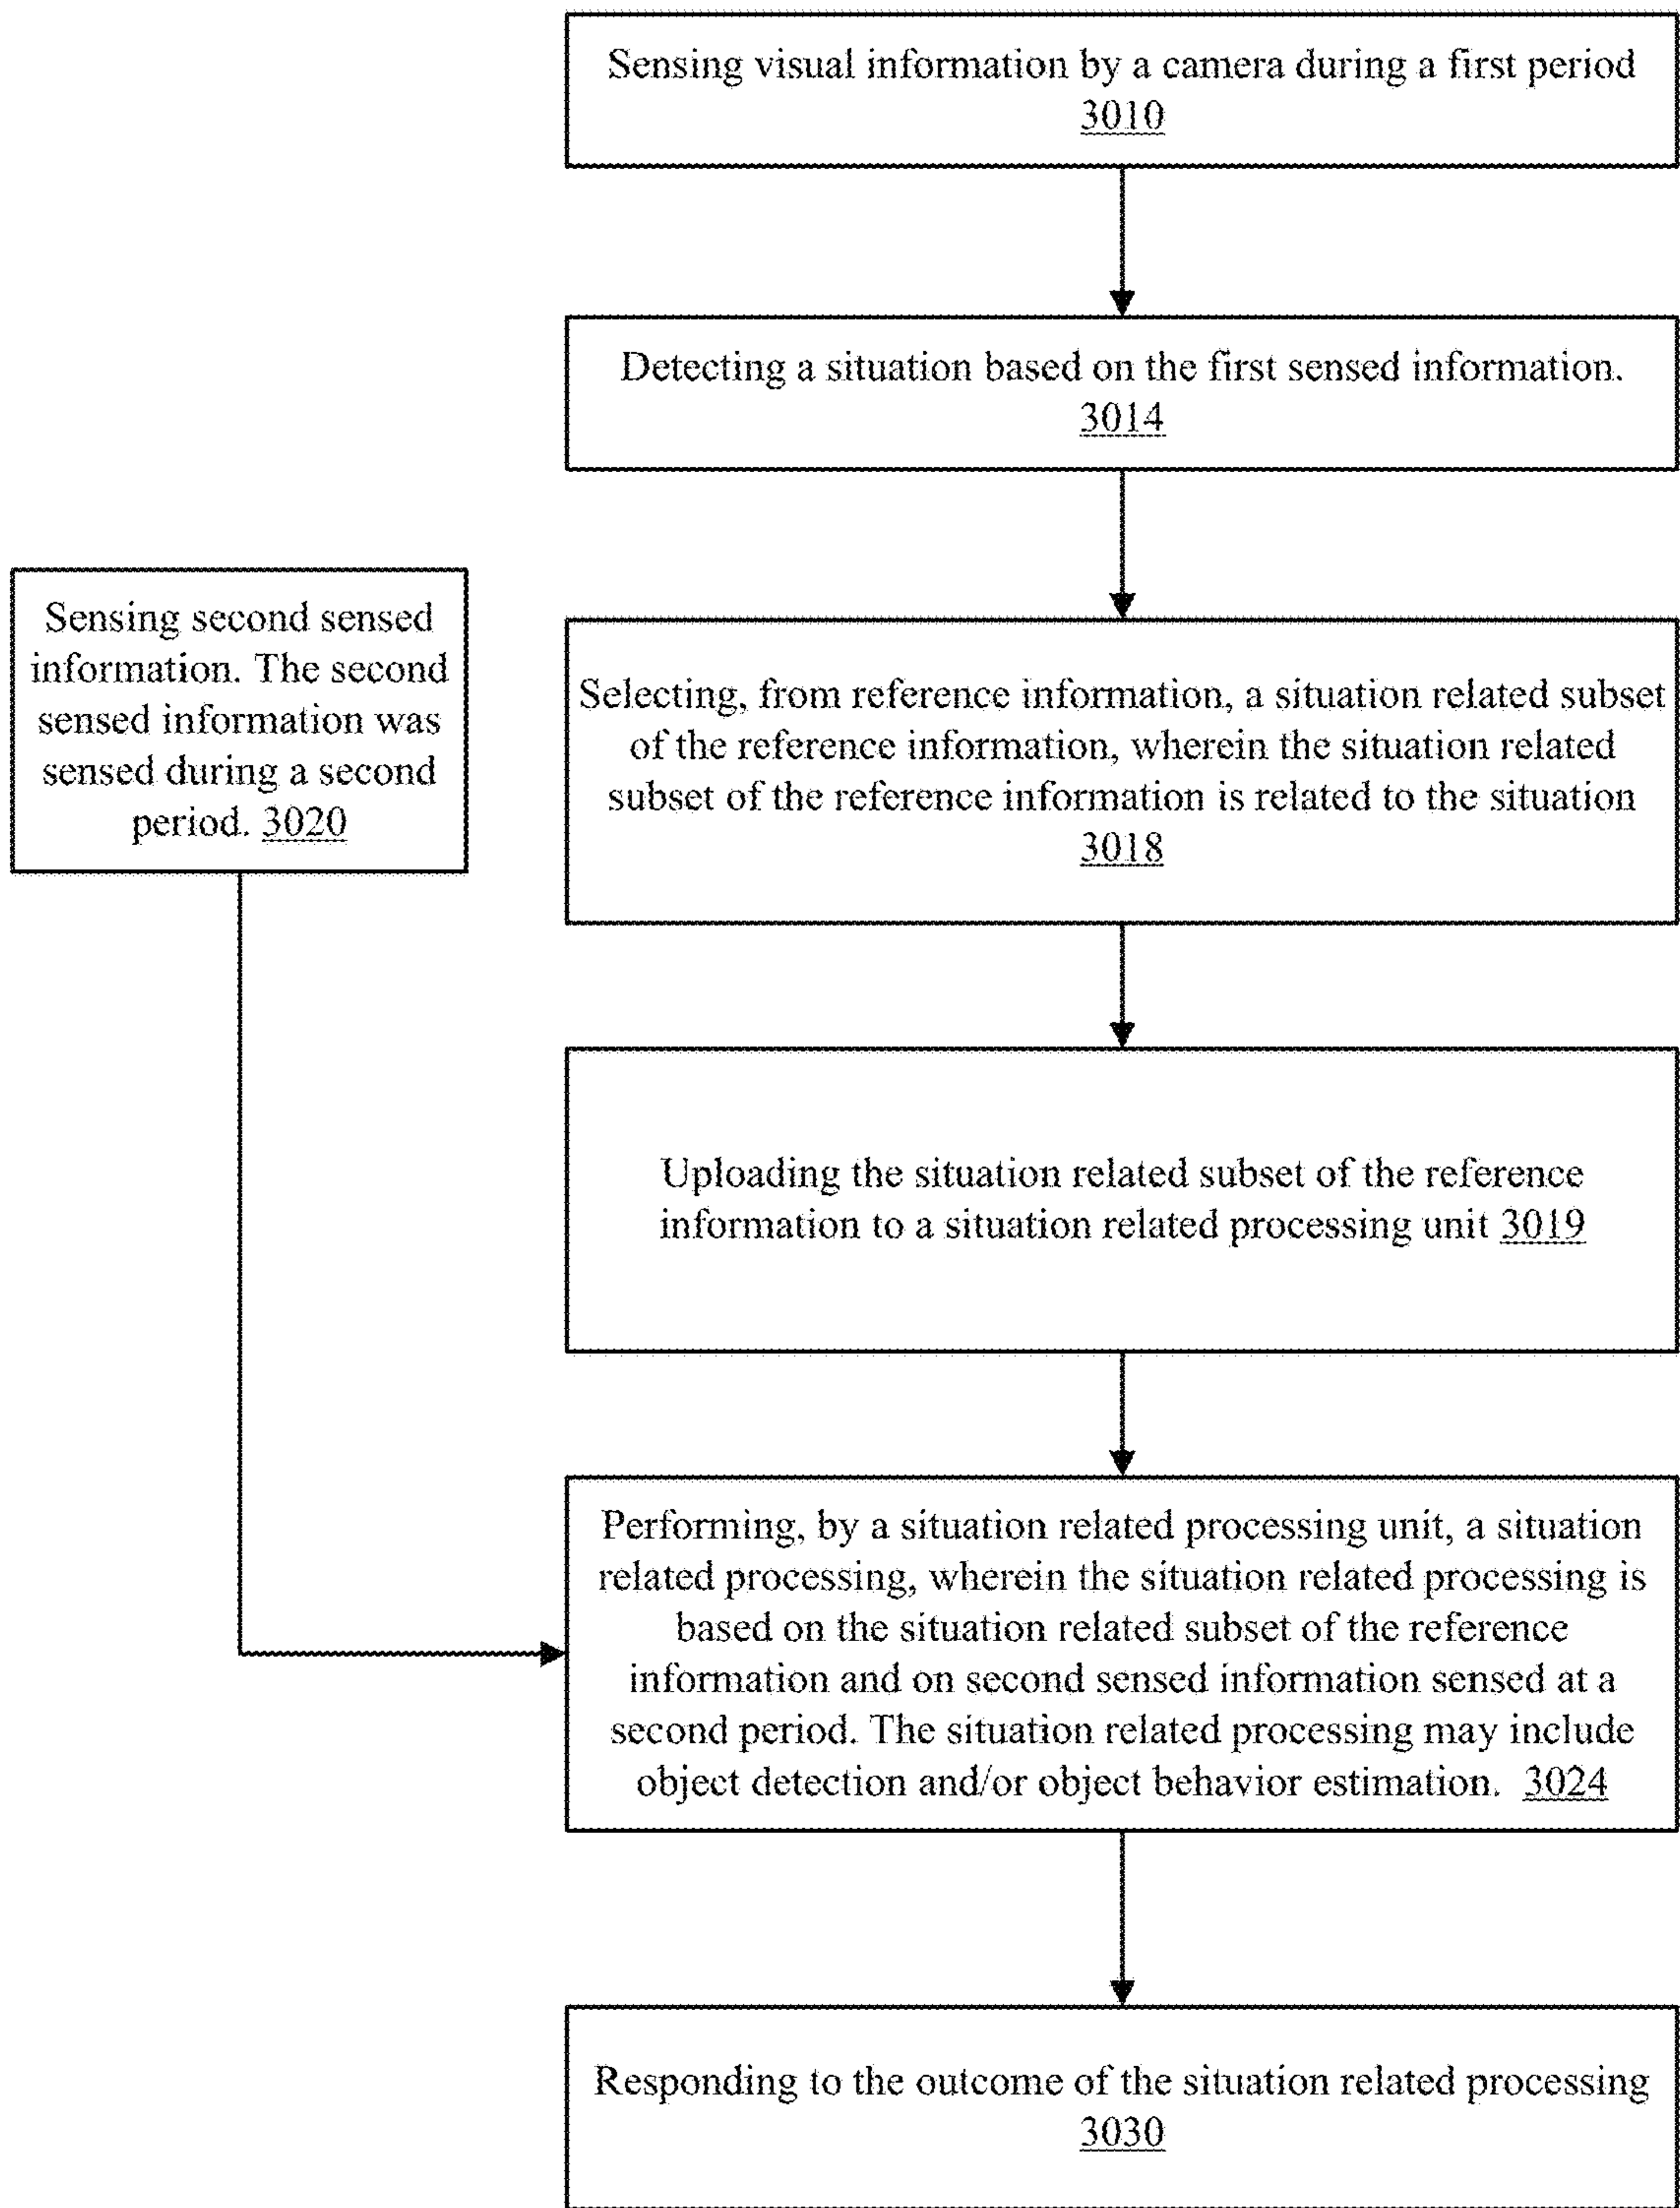 Sensing visual information by a camera during a first period
3010
Detecting a situation based on the first sensed information.
3014
Sensing second sensed
information. The second
sensed information was
sensed during a second
period. 3020
Selecting, from reference information, a situation related subset
of the reference information, wherein the situation related
subset of the reference information is related to the situation
3018
Uploading the situation related subset of the reference
information to a situation related processing unit 3019
Performing, by a situation related processing unit, a situation
related processing, wherein the situation related processing is
based on the situation related subset of the reference
information and on second sensed information sensed at a
second period. The situation related processing may include
object detection and/or object behavior estimation. 3024
Responding to the outcome of the situation related processing
3030